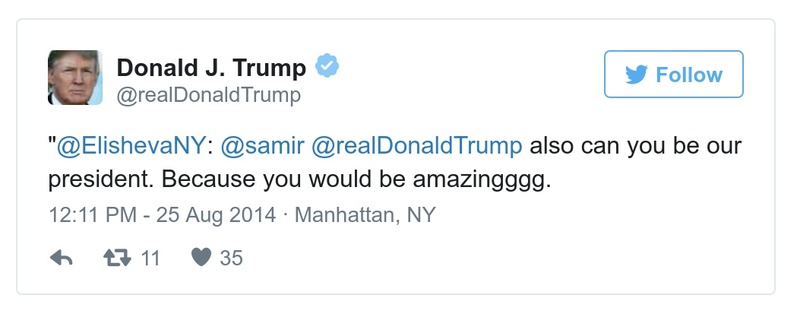 Donald J. Trump
@realDonaldTrump
Follow
"@ElishevaNY: @samir @realDonaldTrump also can you be our
president. Because you would be amazingggg.
12:11 PM - 25 Aug 2014 · Manhattan, NY
11 35